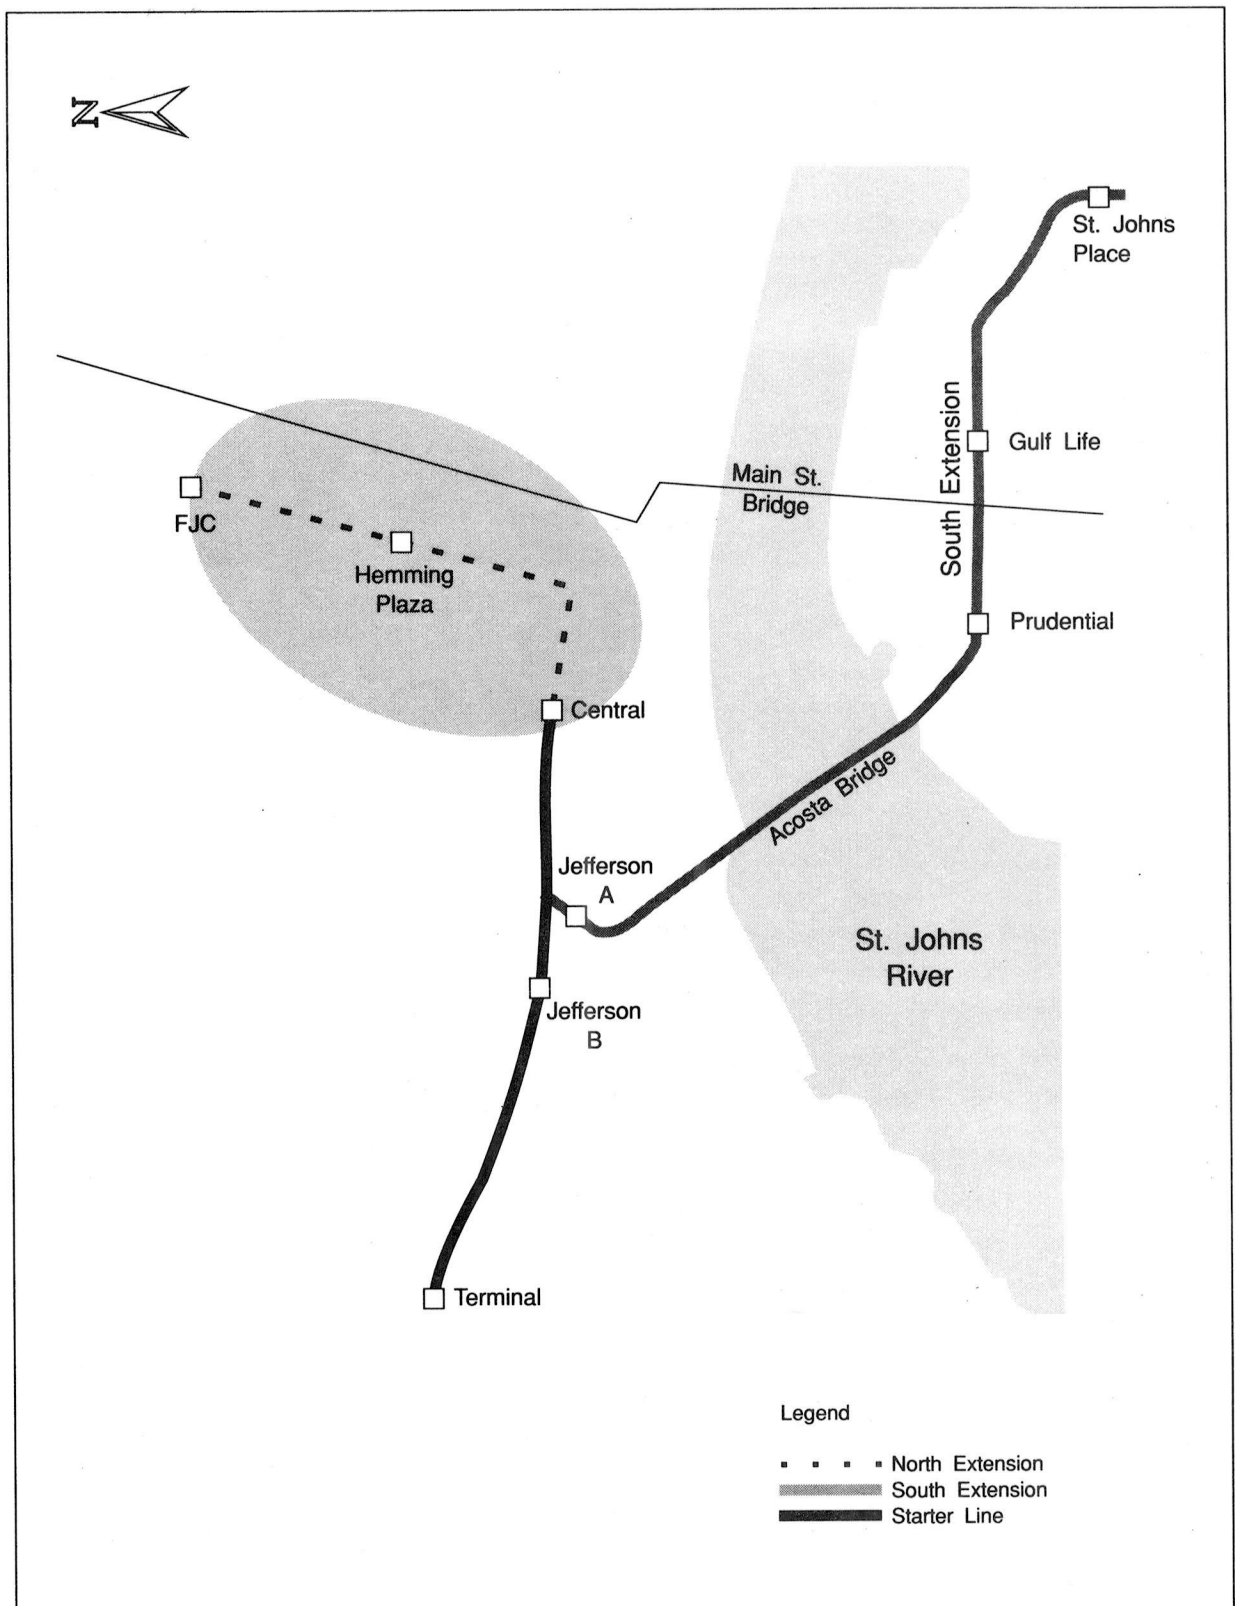 N
St. Johns
Place
South Extension
Gulf Life
Main St.
Bridge
FJC
Hemming
Plaza
Prudential
Central
Acosta Bridge
Jefferson
A
St. Johns
River
Jefferson
B
Terminal
Legend
North Extension
South Extension
Starter Line